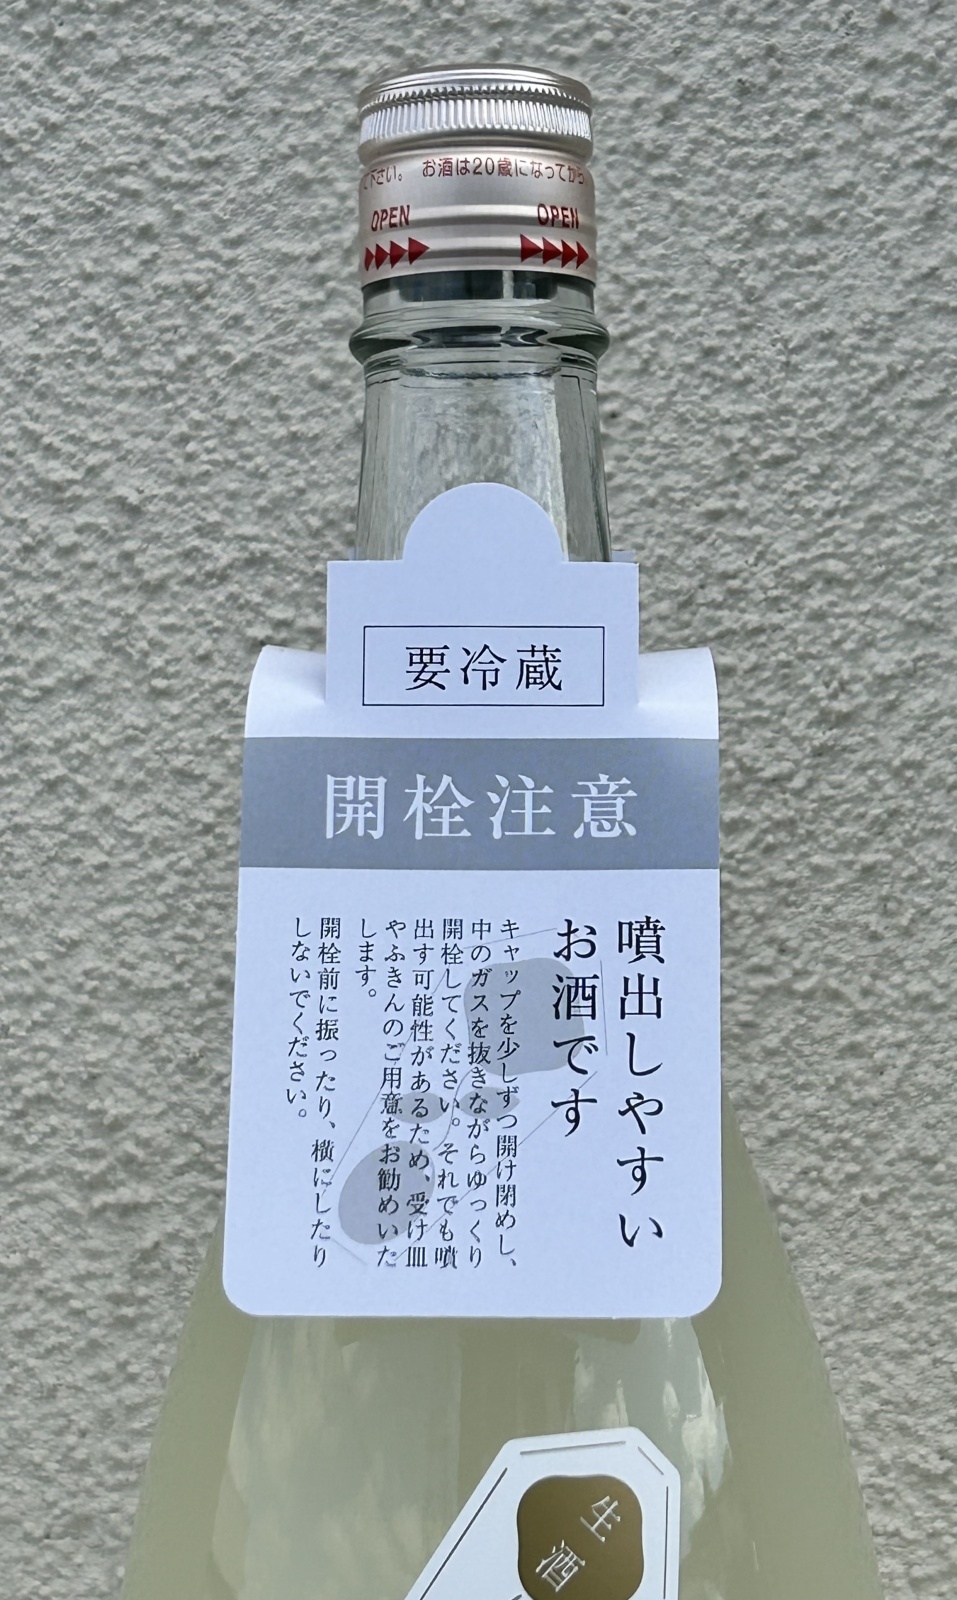 て下さい。 お酒は20歳になってから
OPEN OPEN
要冷蔵
開栓注意
噴出しやすい
お酒です
キャップを少しずつ開け閉めし、
中のガスを抜きながらゆっくり
開栓してください。それでも噴
出す可能性があるため、受け皿
やふきんのご用意をお勧めいた
します。
開栓前に振ったり、横にしたり
しないでください。
生酒